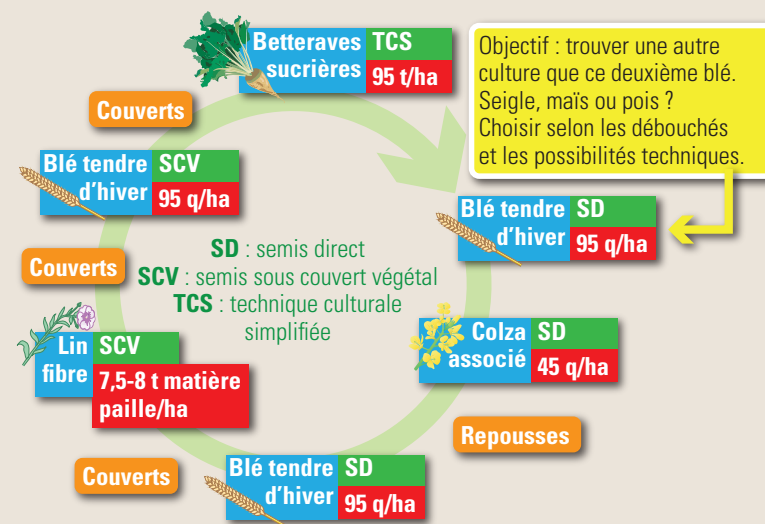 Betteraves
sucrières
TCS
95 t/ha
Objectif : trouver une autre
culture que ce deuxième blé.
Seigle, maïs ou pois ?
Choisir selon les débouchés
et les possibilités techniques.
Couverts
Blé tendre
d’hiver
SCV
95 q/ha
Blé tendre
d’hiver
SD
95 q/ha
SD : semis direct
SCV : semis sous couvert végétal
TCS : technique culturale
simplifiée
Couverts
Lin
fibre
SCV
7,5-8 t matière
paille/ha
Colza
associé
SD
45 q/ha
Repousses
Couverts
Blé tendre
d’hiver
SD
95 q/ha